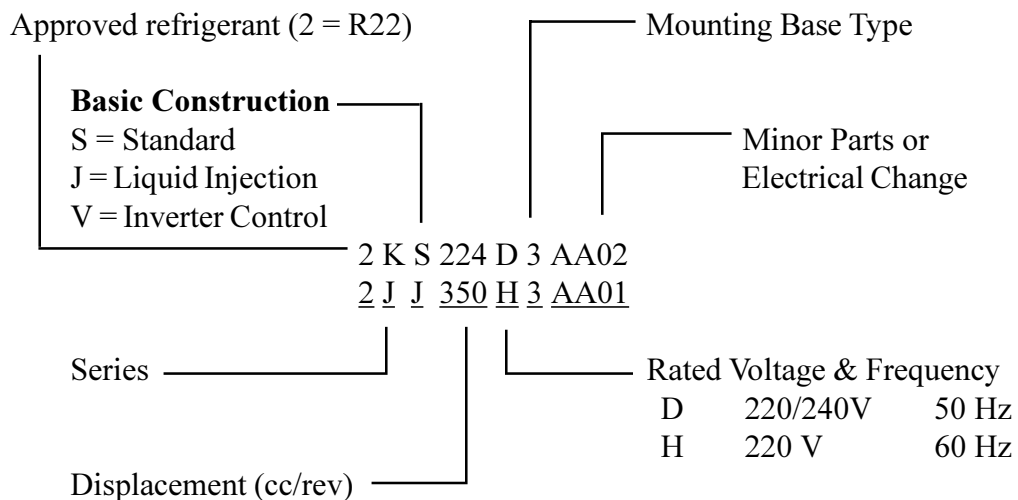 Approved refrigerant (2 = R22)
Mounting Base Type
Basic Construction
S = Standard
J = Liquid Injection
V = Inverter Control
Minor Parts or
Electrical Change
2 K S 224 D 3 AA02
2 J J 350 H 3 AA01
Series
Rated Voltage & Frequency
D 220/240V 50 Hz
H 220 V 60 Hz
Displacement (cc/rev)